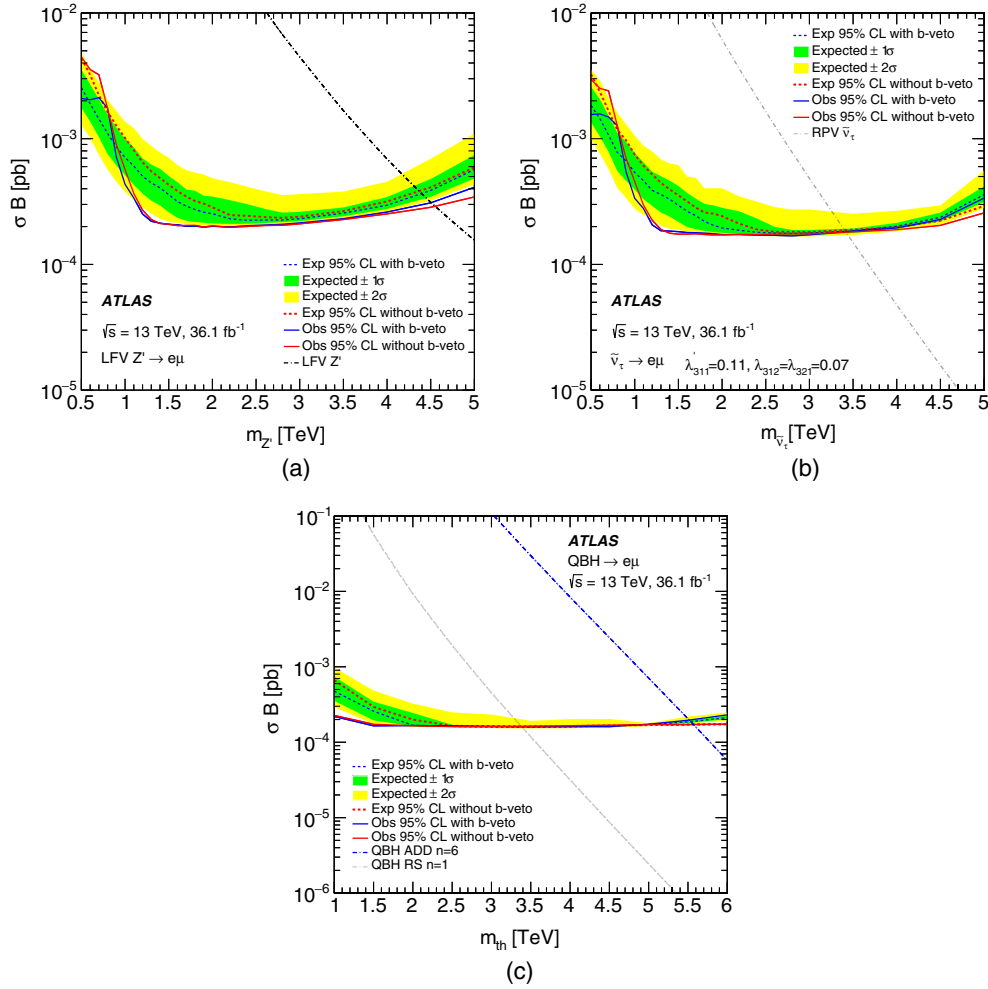 10⁻²
10⁻³
10⁻⁴
10⁻⁵
σ B [pb]
Exp 95% CL with b-veto
Expected ± 1σ
Expected ± 2σ
Exp 95% CL without b-veto
Obs 95% CL with b-veto
Obs 95% CL without b-veto
LFV Z'
ATLAS
√s = 13 TeV, 36.1 fb⁻¹
LFV Z' → eμ
0.5 1 1.5 2 2.5 3 3.5 4 4.5 5
m_Z' [TeV]
(a)
10⁻²
10⁻³
10⁻⁴
10⁻⁵
σ B [pb]
Exp 95% CL with b-veto
Expected ± 1σ
Expected ± 2σ
Exp 95% CL without b-veto
Obs 95% CL with b-veto
Obs 95% CL without b-veto
RPV ν̃_τ
ATLAS
√s = 13 TeV, 36.1 fb⁻¹
ν̃_τ → eμ λ'₃₁₁=0.11, λ₃₁₂=λ₃₂₁=0.07
0.5 1 1.5 2 2.5 3 3.5 4 4.5 5
m_ν̃_τ [TeV]
(b)
10⁻¹
10⁻²
10⁻³
10⁻⁴
10⁻⁵
10⁻⁶
σ B [pb]
ATLAS
QBH → eμ
√s = 13 TeV, 36.1 fb⁻¹
Exp 95% CL with b-veto
Expected ± 1σ
Expected ± 2σ
Exp 95% CL without b-veto
Obs 95% CL with b-veto
Obs 95% CL without b-veto
QBH ADD n=6
QBH RS n=1
1 1.5 2 2.5 3 3.5 4 4.5 5 5.5 6
m_th [TeV]
(c)